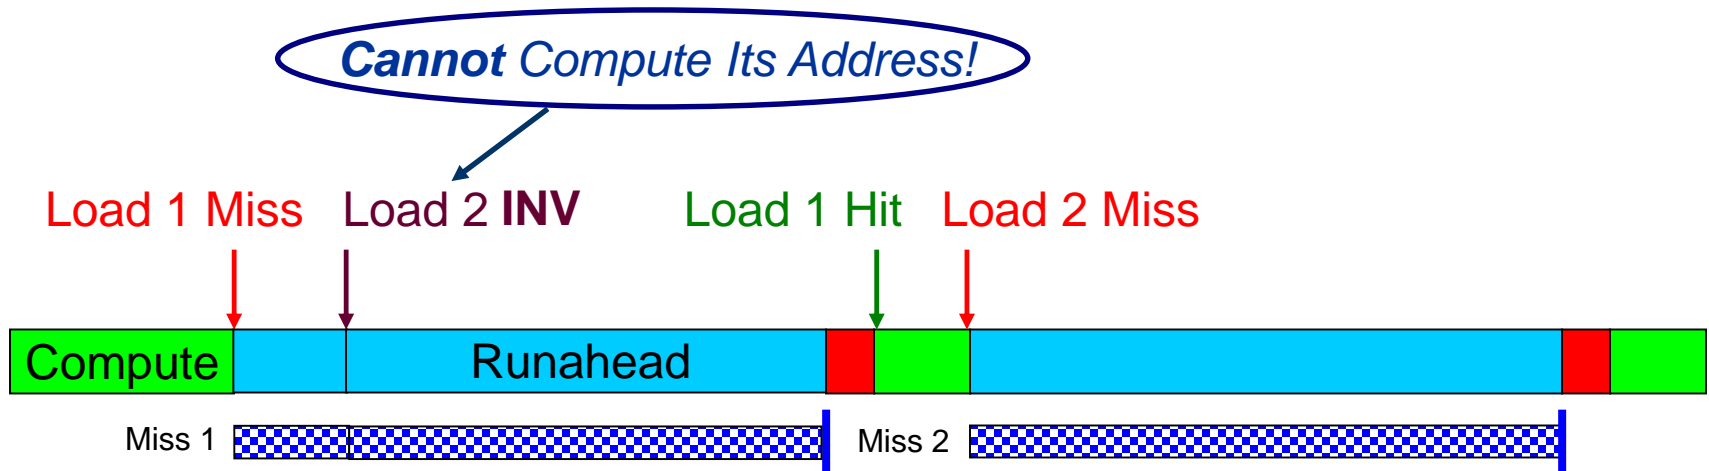 Cannot Compute Its Address!
Load 1 Miss Load 2 INV Load 1 Hit Load 2 Miss
Compute Runahead
Miss 1 Miss 2